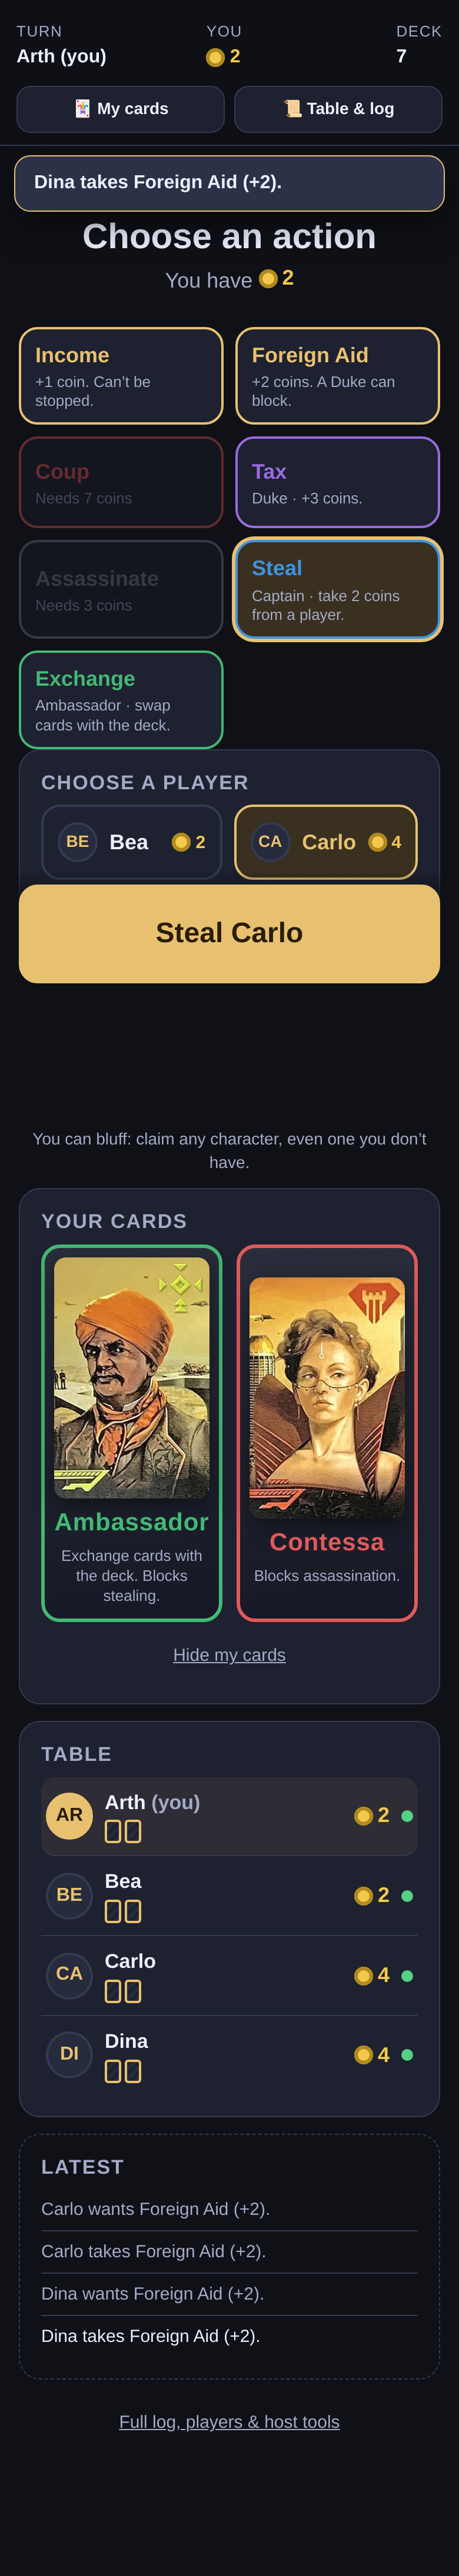 TURN
YOU
DECK
Arth (you)
2
7
🃏 My cards
📜 Table & log
Dina takes Foreign Aid (+2).
Choose an action
You have 2
Income
+1 coin. Can’t be
stopped.
Foreign Aid
+2 coins. A Duke can
block.
Coup
Needs 7 coins
Tax
Duke · +3 coins.
Assassinate
Needs 3 coins
Steal
Captain · take 2 coins
from a player.
Exchange
Ambassador · swap
cards with the deck.
CHOOSE A PLAYER
BE Bea 2
CA Carlo 4
Steal Carlo
You can bluff: claim any character, even one you don’t
have.
YOUR CARDS
Ambassador
Exchange cards with
the deck. Blocks
stealing.
Contessa
Blocks assassination.
Hide my cards
TABLE
AR Arth (you) 2
BE Bea 2
CA Carlo 4
DI Dina 4
LATEST
Carlo wants Foreign Aid (+2).
Carlo takes Foreign Aid (+2).
Dina wants Foreign Aid (+2).
Dina takes Foreign Aid (+2).
Full log, players & host tools